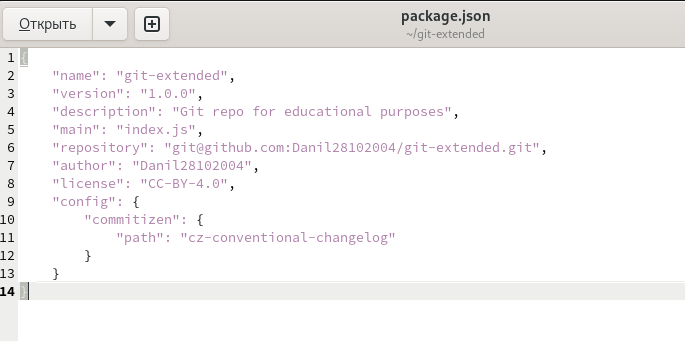 Открыть
package.json
~/git-extended
1 {
2     "name": "git-extended",
3     "version": "1.0.0",
4     "description": "Git repo for educational purposes",
5     "main": "index.js",
6     "repository": "git@github.com:Danil28102004/git-extended.git",
7     "author": "Danil28102004",
8     "license": "CC-BY-4.0",
9     "config": {
10         "commitizen": {
11             "path": "cz-conventional-changelog"
12         }
13     }
14 }